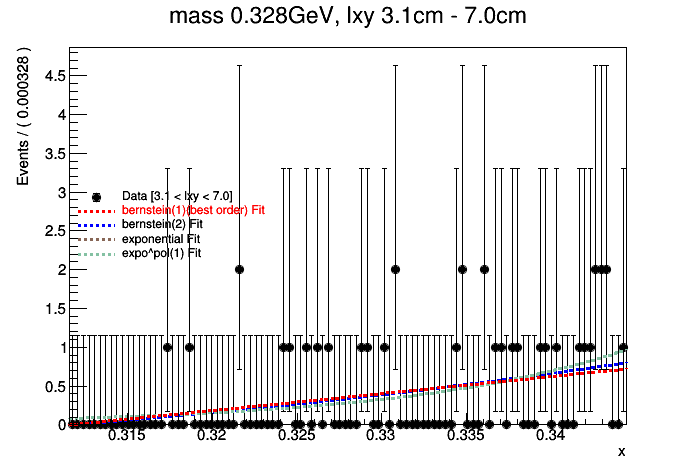 mass 0.328GeV, lxy 3.1cm - 7.0cm
Events / ( 0.000328 )
4.5
4
3.5
3
2.5
2
1.5
1
0.5
0
Data [3.1 < lxy < 7.0]
bernstein(1)(best order) Fit
bernstein(2) Fit
exponential Fit
expo^pol(1) Fit
0.315 0.32 0.325 0.33 0.335 0.34
x